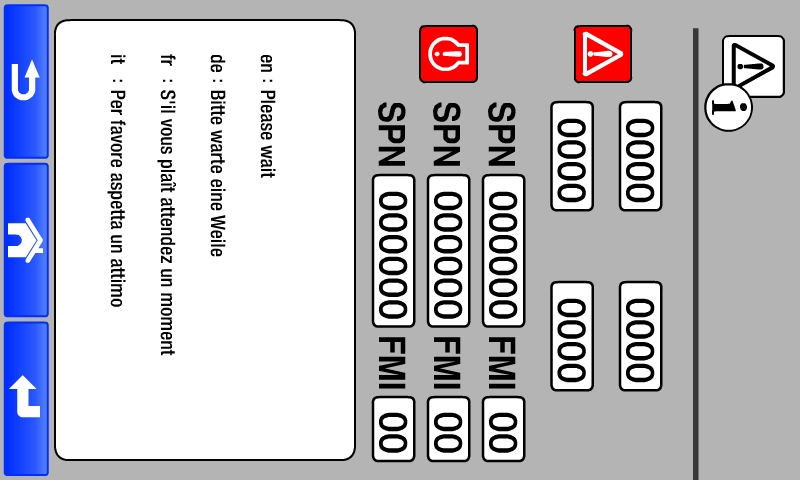 0000 0000
0000 0000
SPN 000000 FMI 00
SPN 000000 FMI 00
SPN 000000 FMI 00
en : Please wait
de : Bitte warte eine Weile
fr : S'il vous plaît attendez un moment
it : Per favore aspetta un attimo